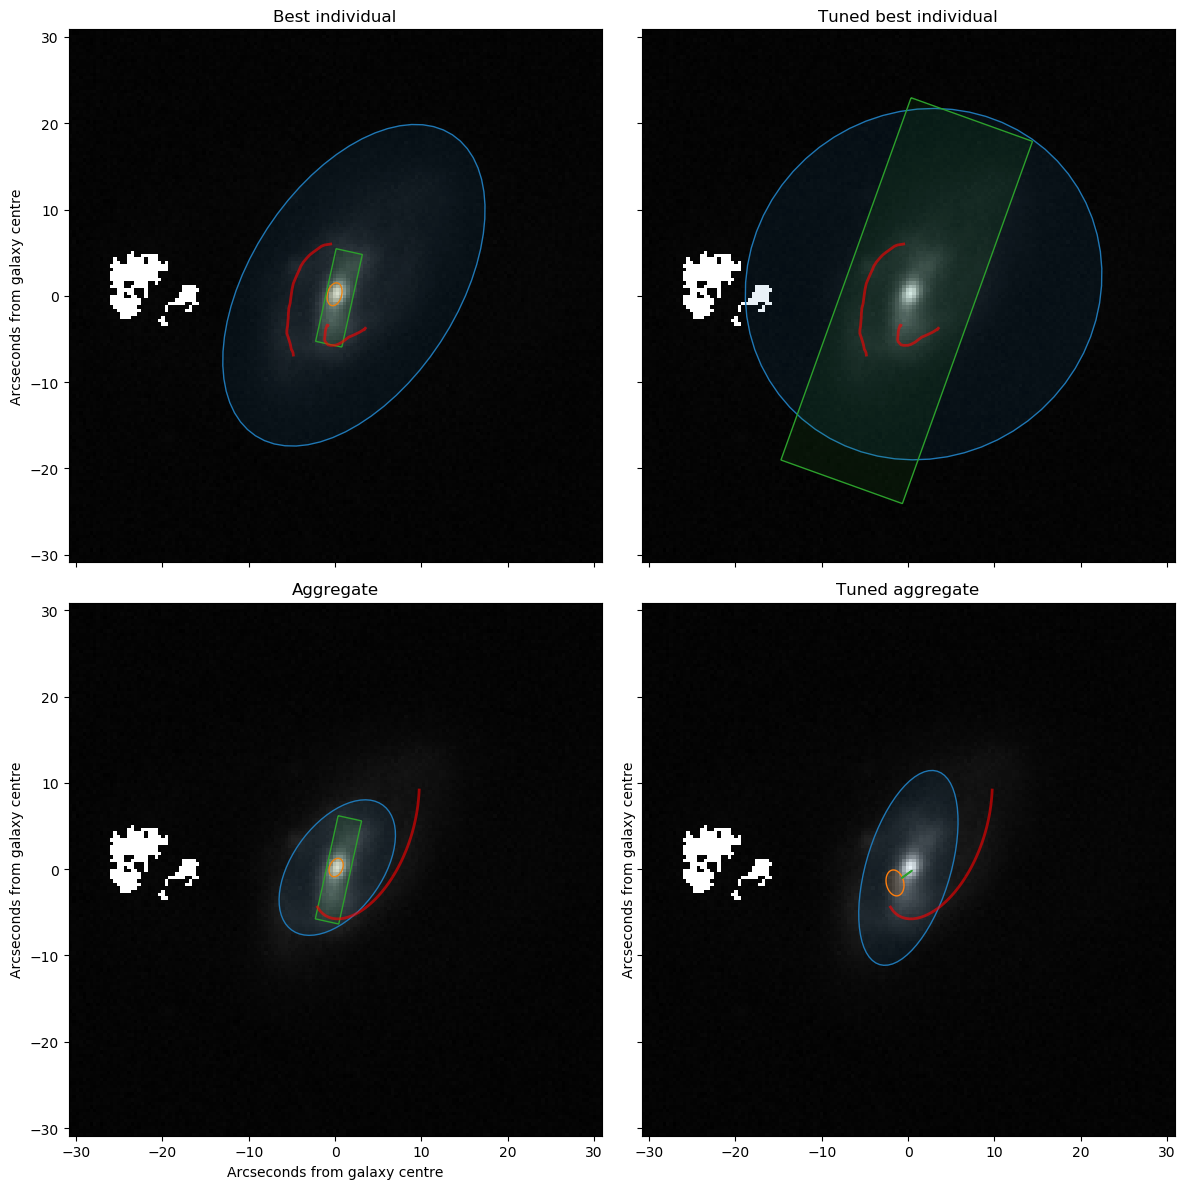 Best individual
Tuned best individual
30
20
10
0
−10
−20
−30
Arcseconds from galaxy centre
Aggregate
Tuned aggregate
30
20
10
0
−10
−20
−30
Arcseconds from galaxy centre
Arcseconds from galaxy centre
−30 −20 −10 0 10 20 30
−30 −20 −10 0 10 20 30
Arcseconds from galaxy centre